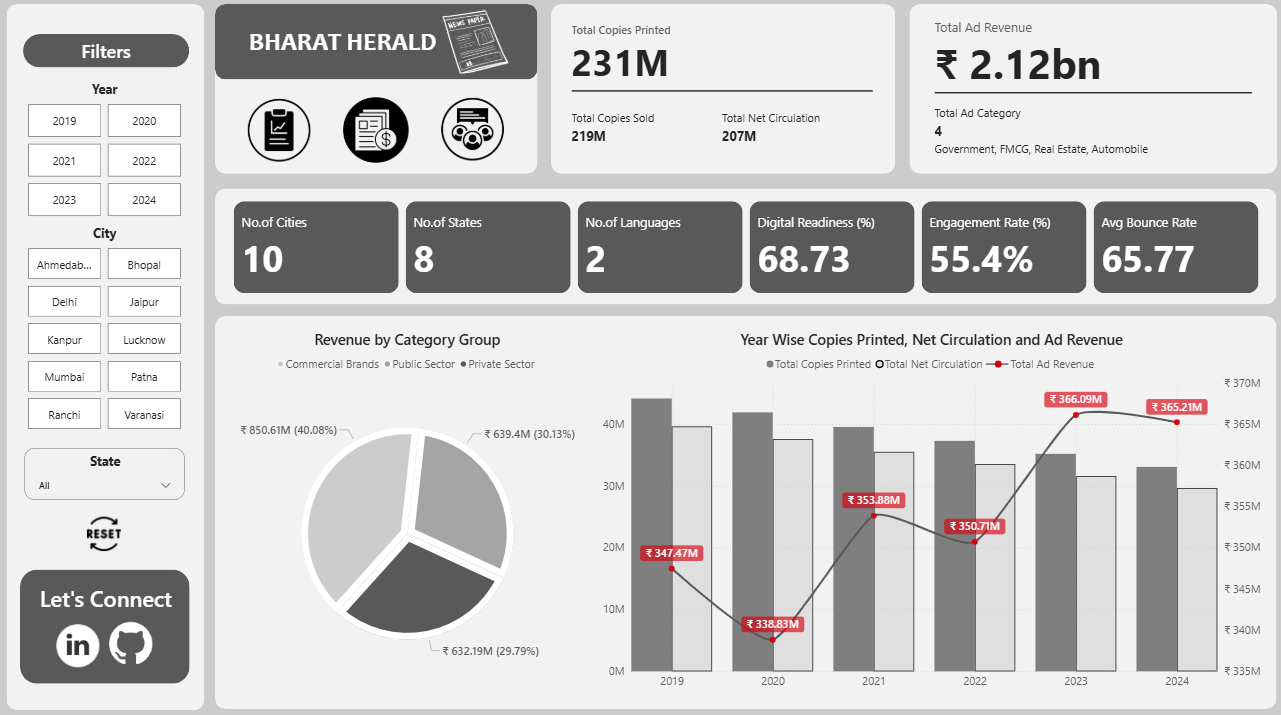 Filters
Year
2019
2020
2021
2022
2023
2024
City
Ahmedab...
Bhopal
Delhi
Jaipur
Kanpur
Lucknow
Mumbai
Patna
Ranchi
Varanasi
State
All
RESET
Let's Connect
in
BHARAT HERALD
NEWS PAPER
Total Copies Printed
231M
Total Copies Sold
219M
Total Net Circulation
207M
Total Ad Revenue
₹ 2.12bn
Total Ad Category
4
Government, FMCG, Real Estate, Automobile
No.of Cities
10
No.of States
8
No.of Languages
2
Digital Readiness (%)
68.73
Engagement Rate (%)
55.4%
Avg Bounce Rate
65.77
Revenue by Category Group
Commercial Brands Public Sector Private Sector
₹ 850.61M (40.08%)
₹ 639.4M (30.13%)
₹ 632.19M (29.79%)
Year Wise Copies Printed, Net Circulation and Ad Revenue
Total Copies Printed Total Net Circulation Total Ad Revenue
40M
30M
20M
10M
0M
₹ 347.47M
₹ 338.83M
₹ 353.88M
₹ 350.71M
₹ 366.09M
₹ 365.21M
₹ 370M
₹ 365M
₹ 360M
₹ 355M
₹ 350M
₹ 345M
₹ 340M
₹ 335M
2019 2020 2021 2022 2023 2024